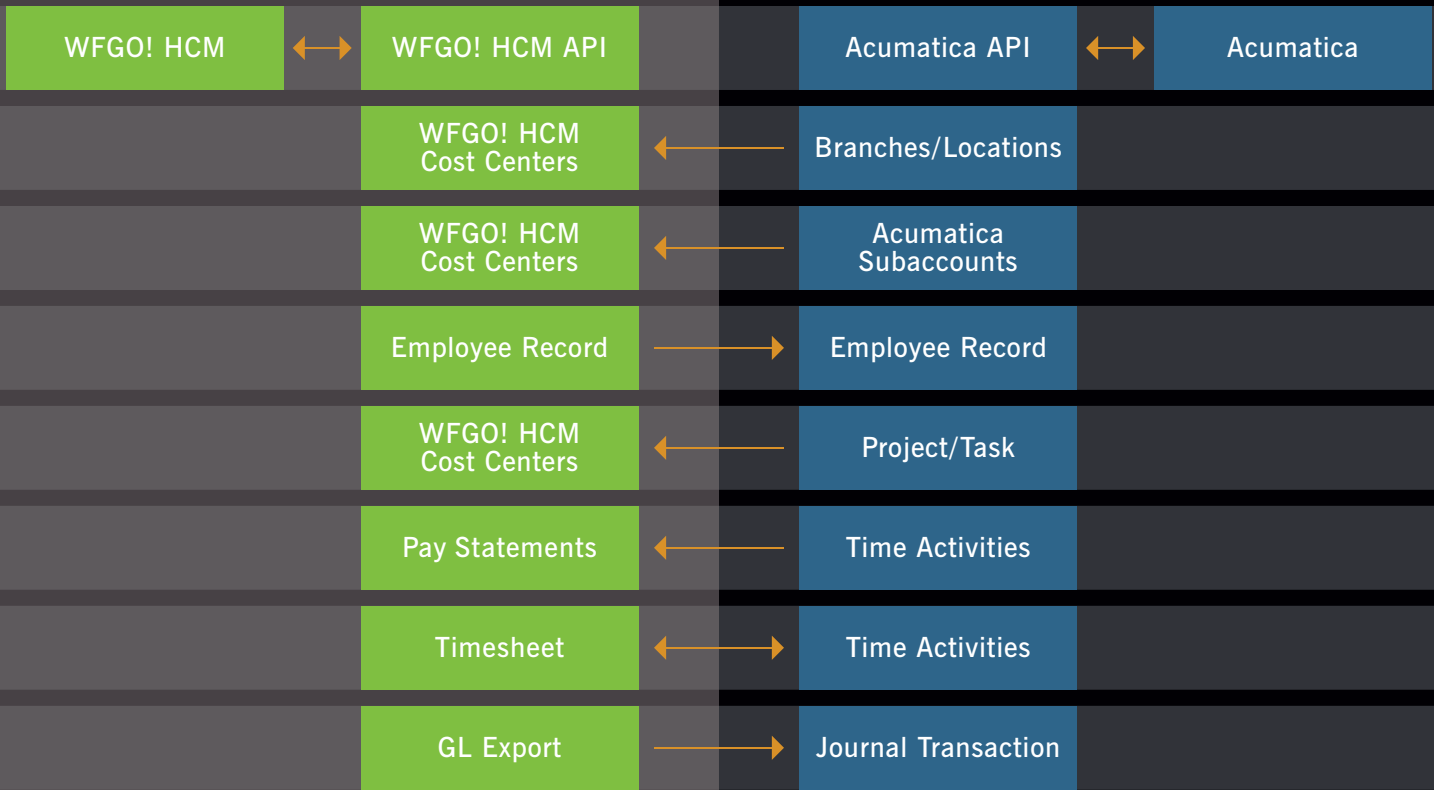 WFGO! HCM
WFGO! HCM API
Acumatica API
Acumatica
WFGO! HCM
Cost Centers
Branches/Locations
WFGO! HCM
Cost Centers
Acumatica
Subaccounts
Employee Record
Employee Record
WFGO! HCM
Cost Centers
Project/Task
Pay Statements
Time Activities
Timesheet
Time Activities
GL Export
Journal Transaction